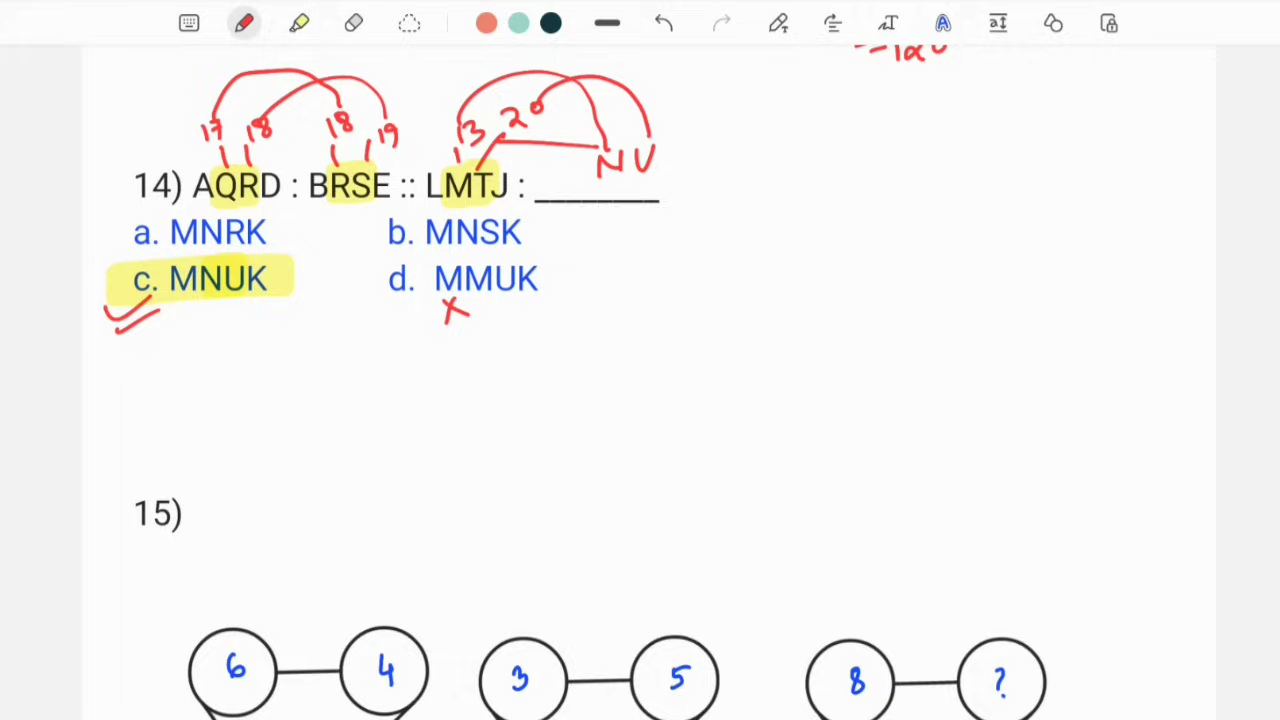 =120
17 18 18 19 13 20
N U
14) AQRD : BRSE :: LMTJ : ________
a. MNRK b. MNSK
c. MNUK d. MMUK
15)
6 4 3 5 8 ?